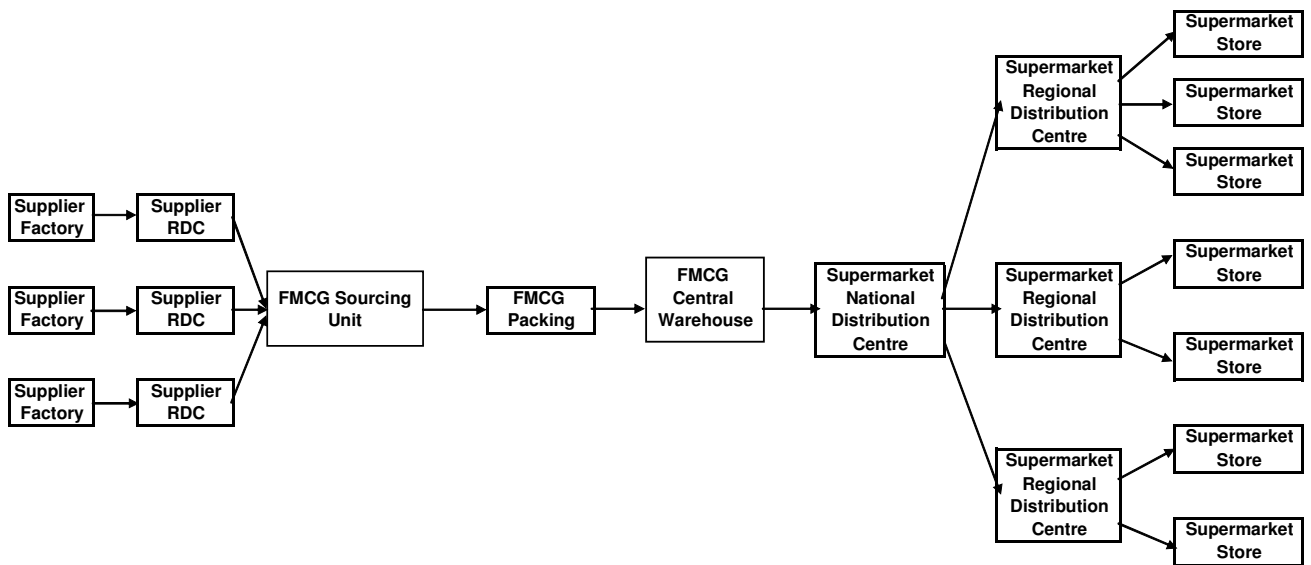 Supplier
Factory
Supplier
RDC
Supplier
Factory
Supplier
RDC
Supplier
Factory
Supplier
RDC
FMCG Sourcing
Unit
FMCG
Packing
FMCG
Central
Warehouse
Supermarket
National
Distribution
Centre
Supermarket
Regional
Distribution
Centre
Supermarket
Store
Supermarket
Store
Supermarket
Store
Supermarket
Regional
Distribution
Centre
Supermarket
Store
Supermarket
Store
Supermarket
Regional
Distribution
Centre
Supermarket
Store
Supermarket
Store